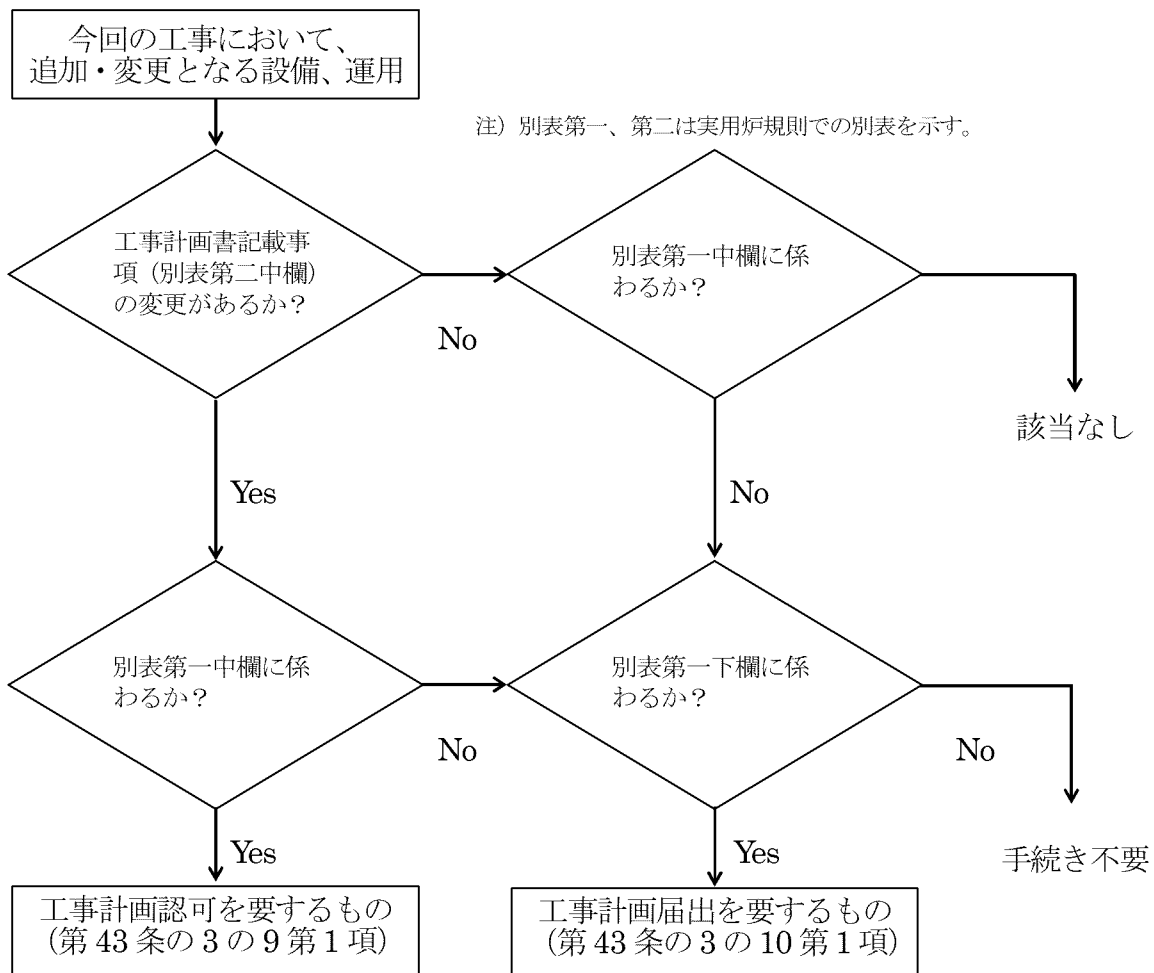 今回の工事において、
追加・変更となる設備、運用
注）別表第一、第二は実用炉規則での別表を示す。
工事計画書記載事
項（別表第二中欄）
の変更があるか？
別表第一中欄に係
わるか？
No
該当なし
Yes
No
別表第一中欄に係
わるか？
別表第一下欄に係
わるか？
No
No
Yes
Yes
手続き不要
工事計画認可を要するもの
（第 43 条の 3 の 9 第 1 項）
工事計画届出を要するもの
（第 43 条の 3 の 10 第 1 項）